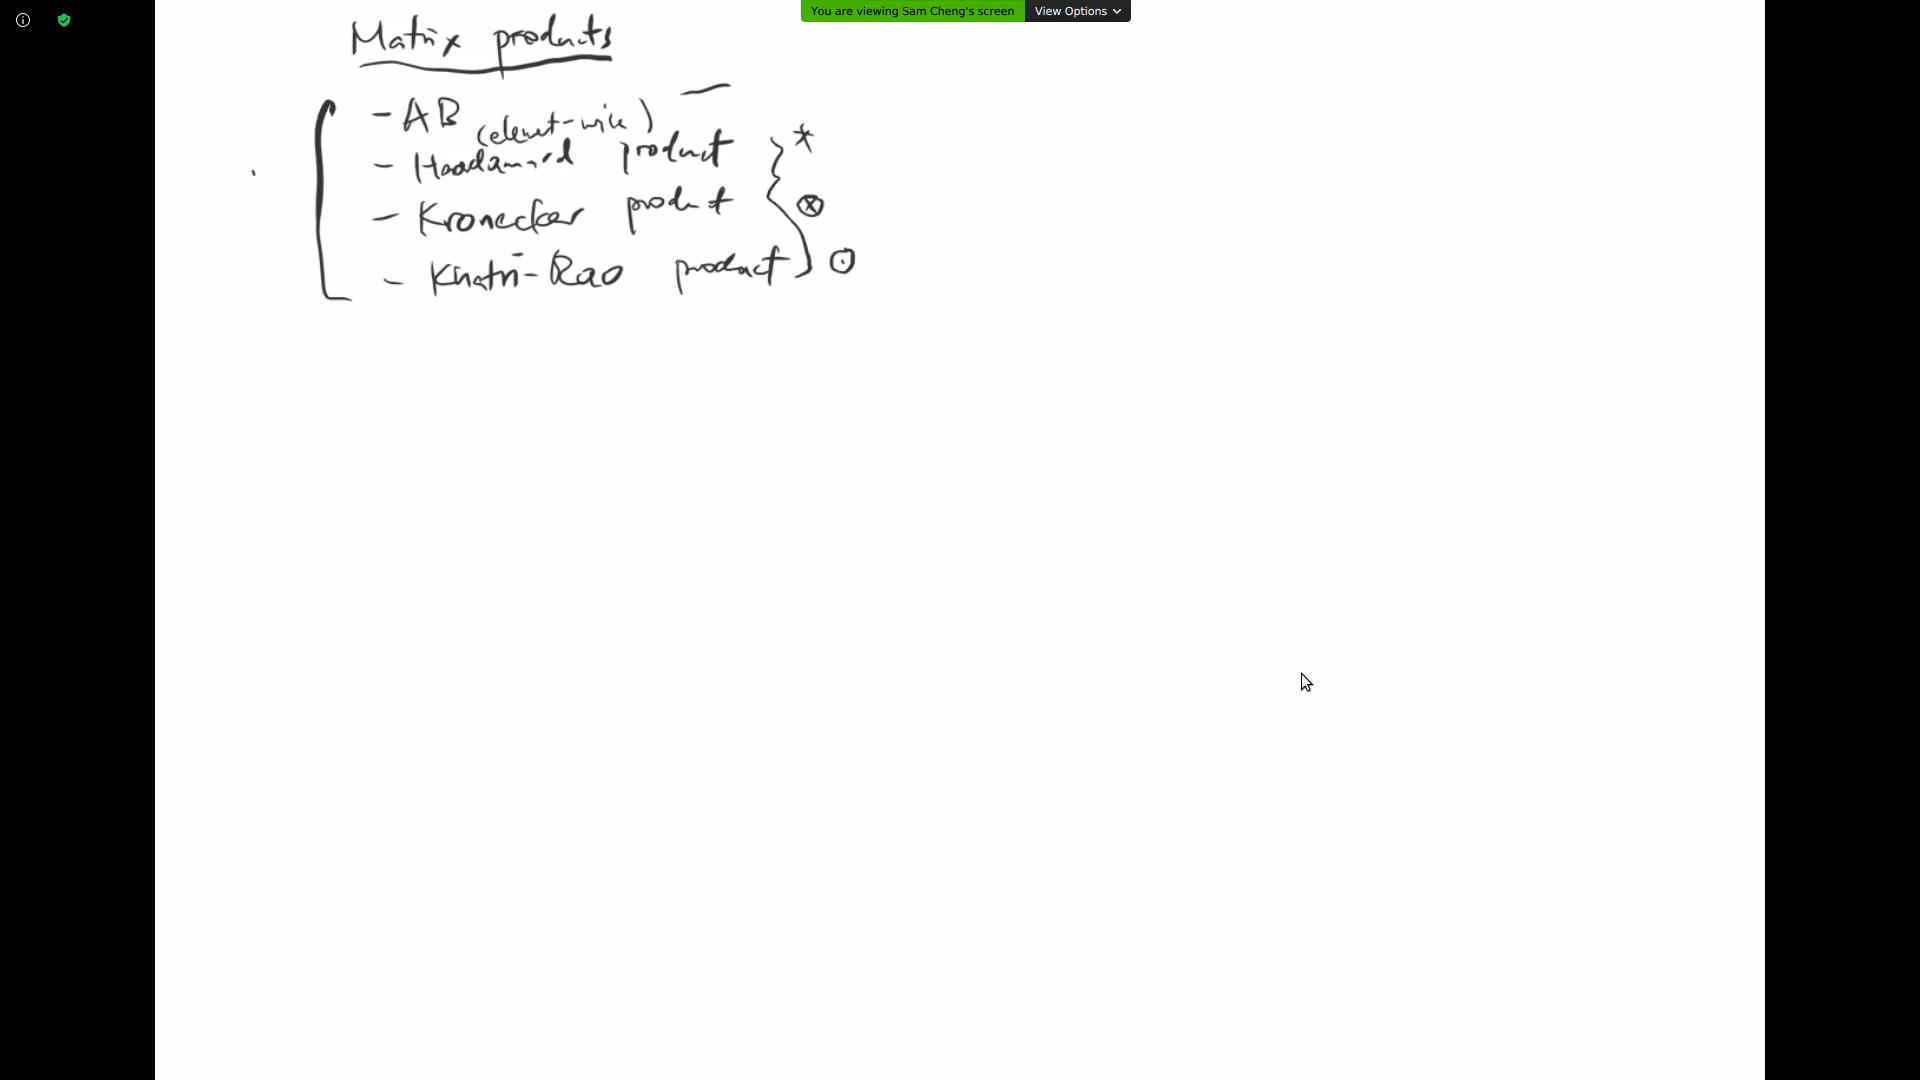 You are viewing Sam Cheng's screen View Options
Matrix products
- AB
(element-wise)
- Haadamard product *
- Kronecker product ⊗
- Khatri-Rao product ⊙